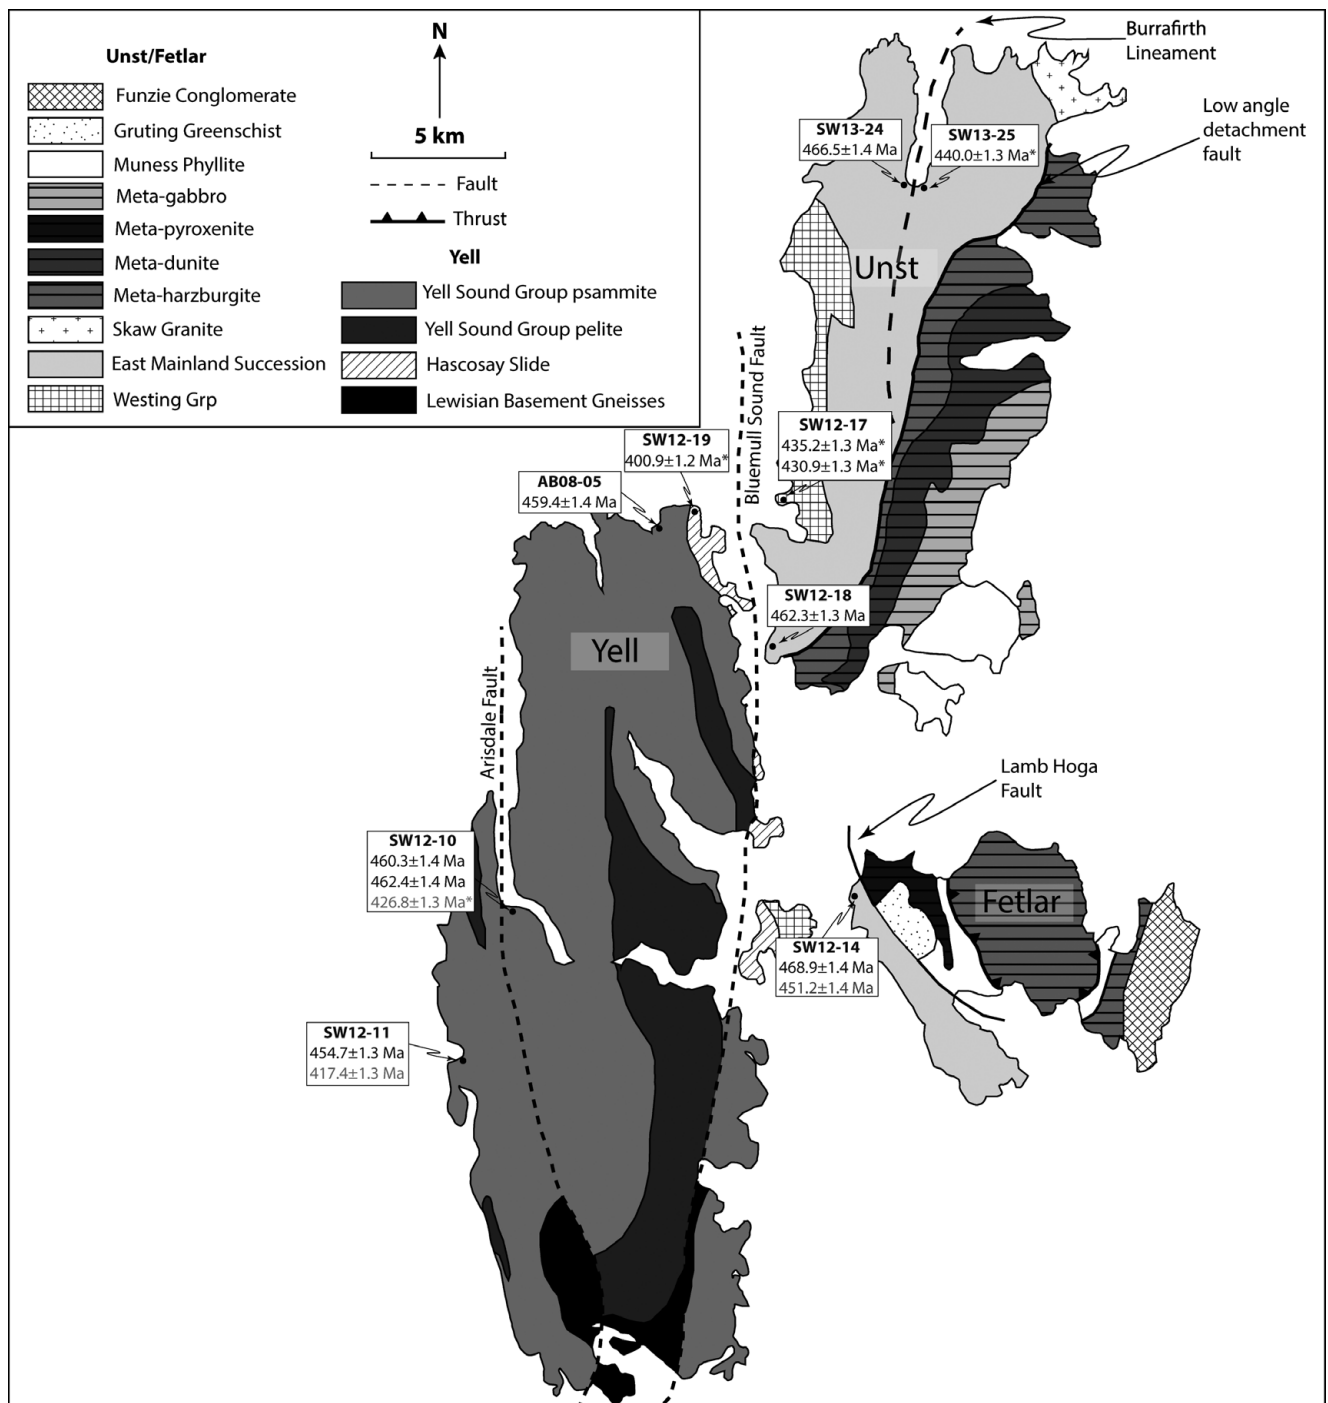 Unst/Fetlar
Funzie Conglomerate
Gruting Greenschist
Muness Phyllite
Meta-gabbro
Meta-pyroxenite
Meta-dunite
Meta-harzburgite
Skaw Granite
East Mainland Succession
Westing Grp
N
5 km
Fault
Thrust
Yell
Yell Sound Group psammite
Yell Sound Group pelite
Hascosay Slide
Lewisian Basement Gneisses
Burrafirth
Lineament
Low angle
detachment
fault
SW13-24
466.5±1.4 Ma
SW13-25
440.0±1.3 Ma*
Unst
Bluemull Sound Fault
SW12-17
435.2±1.3 Ma*
430.9±1.3 Ma*
SW12-19
400.9±1.2 Ma*
AB08-05
459.4±1.4 Ma
SW12-18
462.3±1.3 Ma
Yell
Arisdale Fault
Lamb Hoga
Fault
SW12-10
460.3±1.4 Ma
462.4±1.4 Ma
426.8±1.3 Ma*
Fetlar
SW12-14
468.9±1.4 Ma
451.2±1.4 Ma
SW12-11
454.7±1.3 Ma
417.4±1.3 Ma